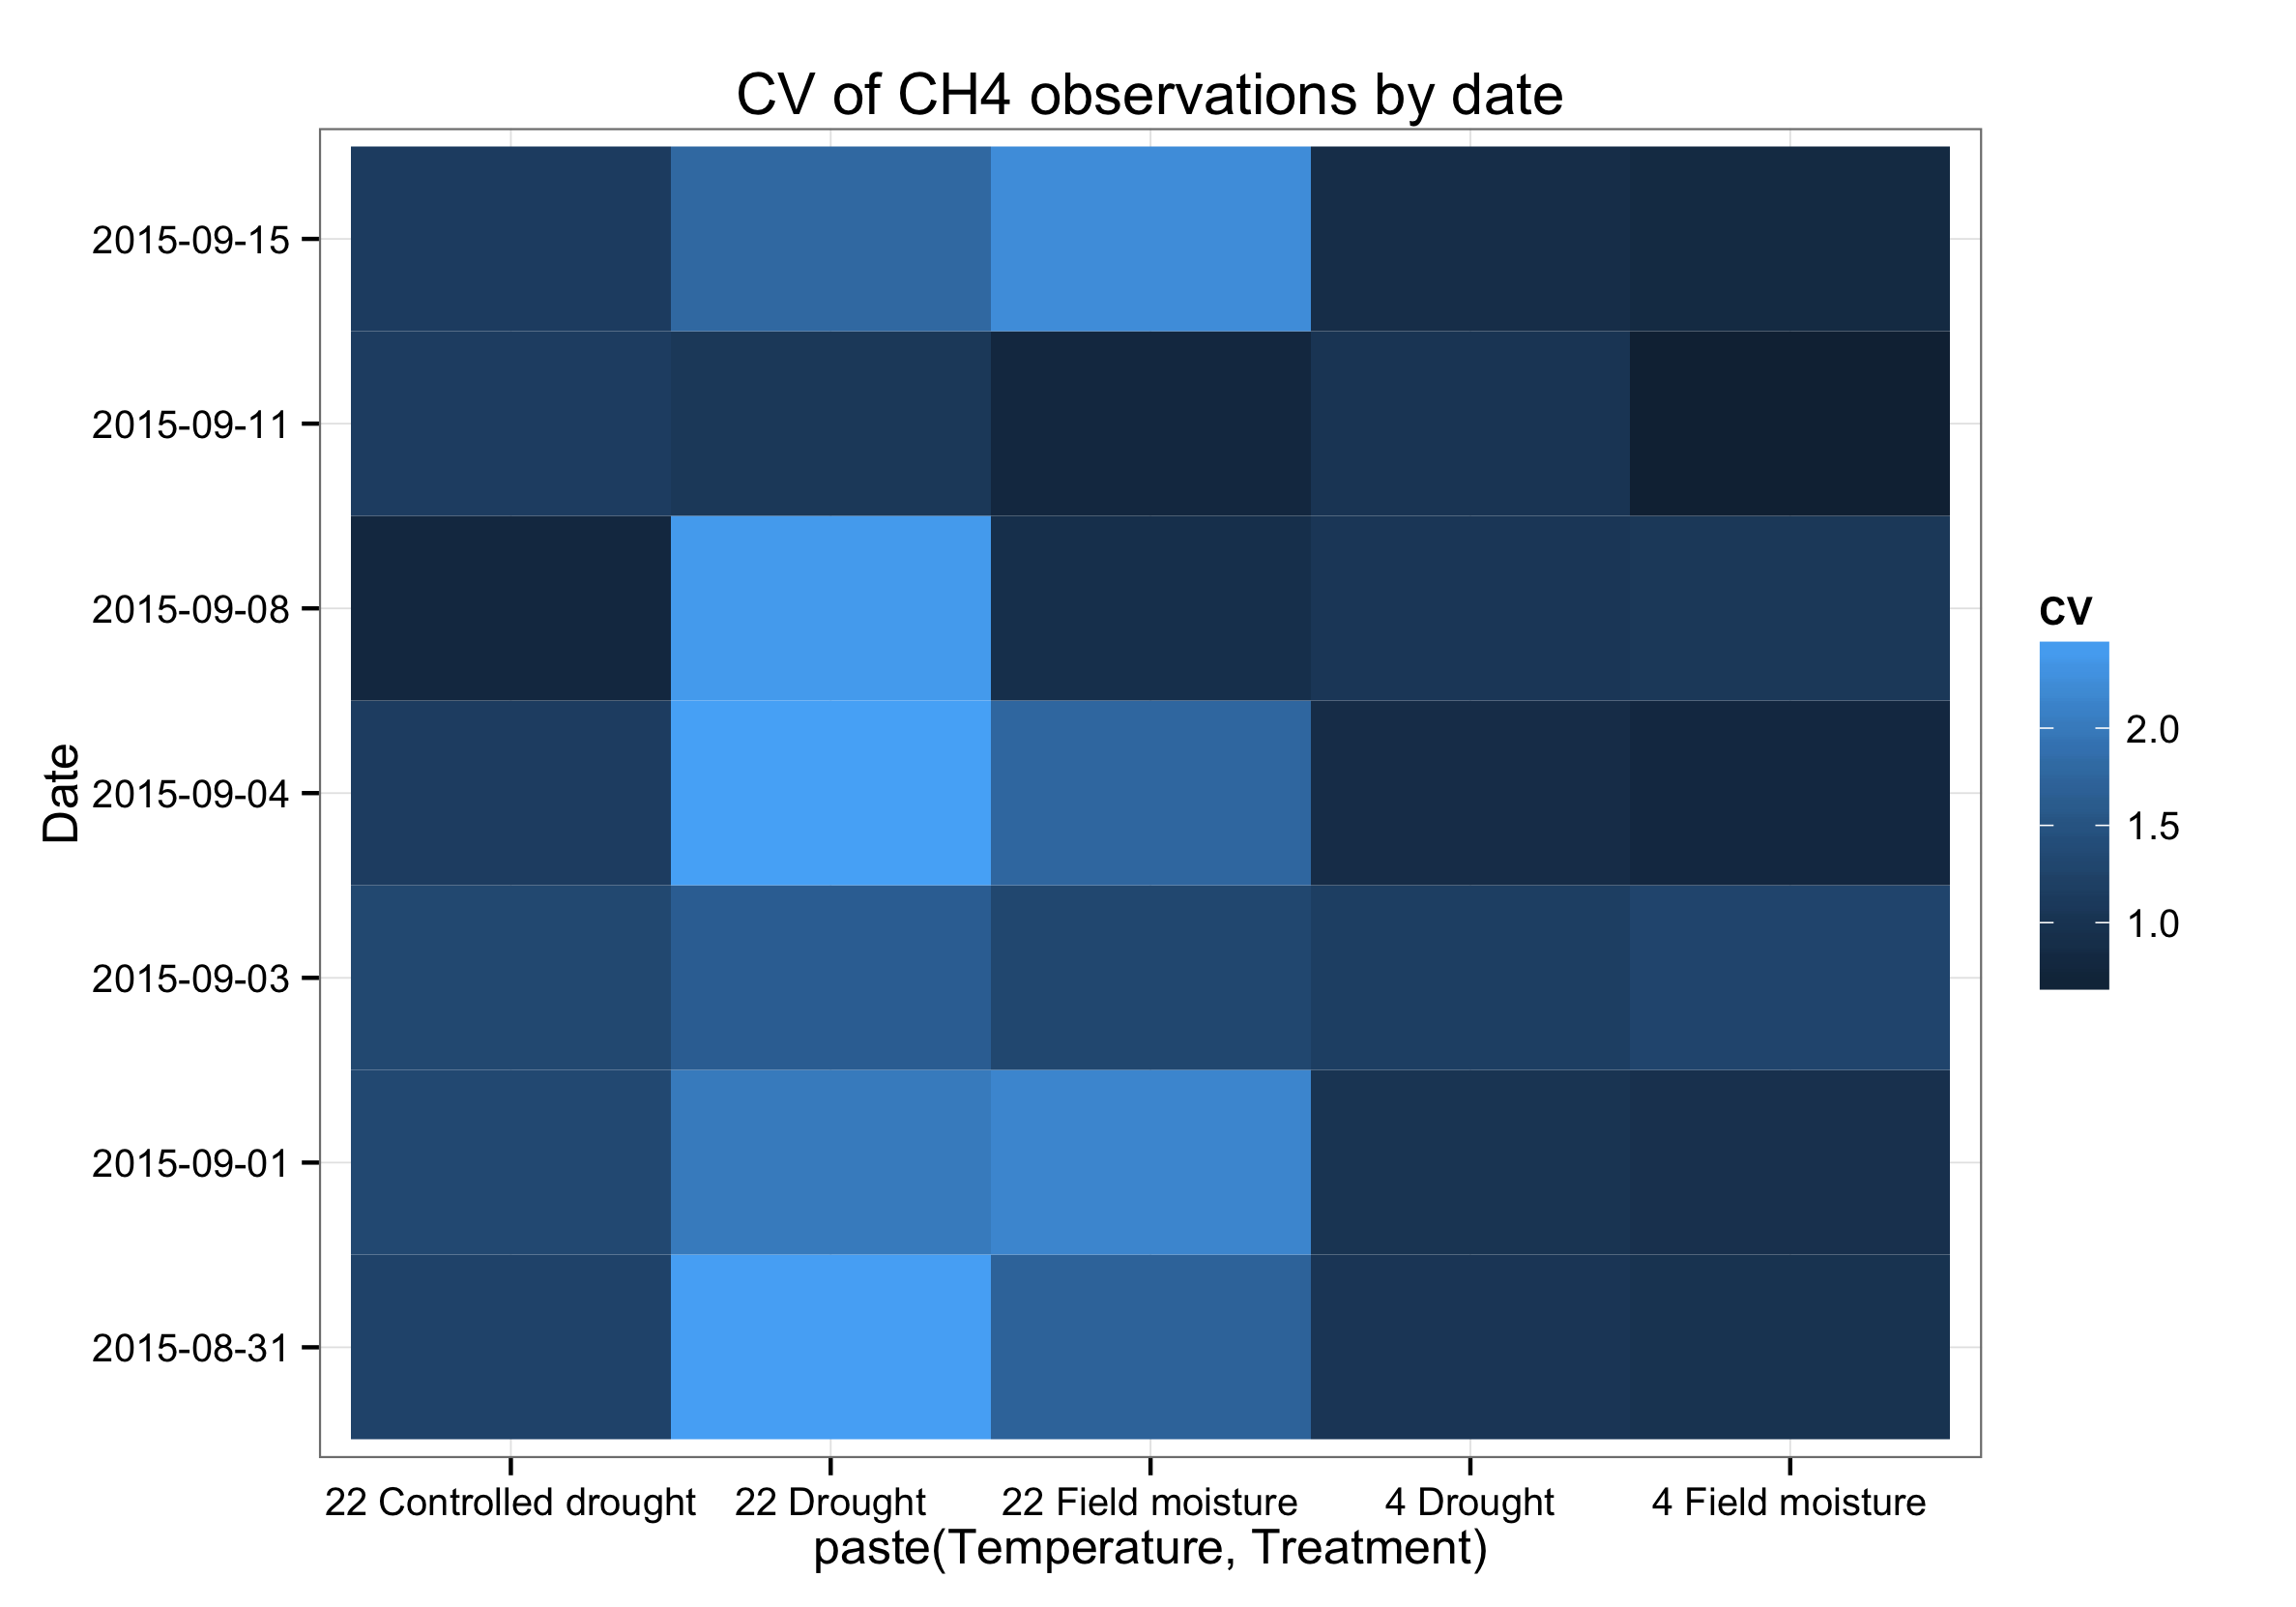 CV of CH4 observations by date
2015-09-15
2015-09-11
2015-09-08
2015-09-04
2015-09-03
2015-09-01
2015-08-31
Date
22 Controlled drought
22 Drought
22 Field moisture
4 Drought
4 Field moisture
paste(Temperature, Treatment)
cv
2.0
1.5
1.0